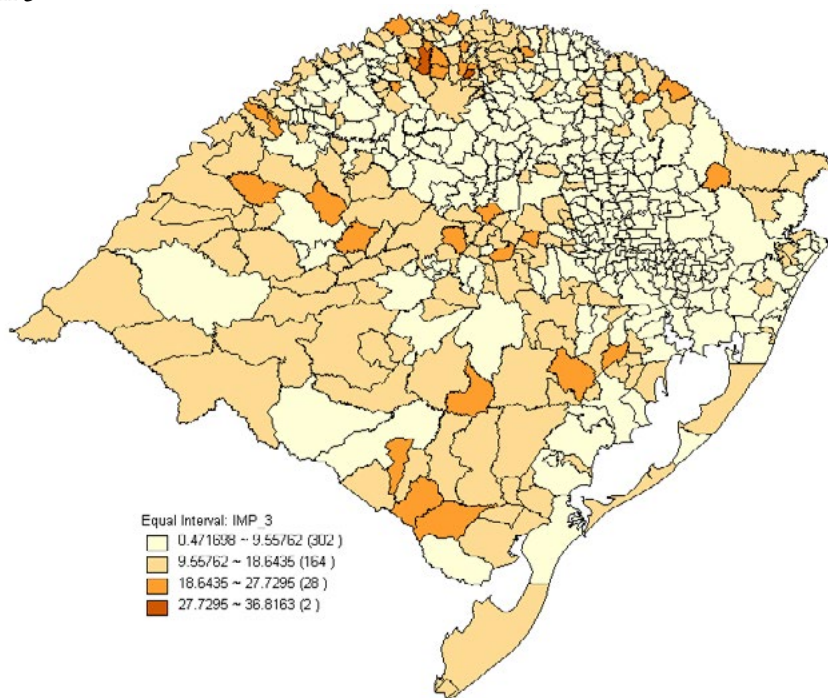 Equal Interval: IMP_3
0.471698 ~ 9.55762 (302 )
9.55762 ~ 18.6435 (164 )
18.6435 ~ 27.7295 (28 )
27.7295 ~ 36.8163 (2 )